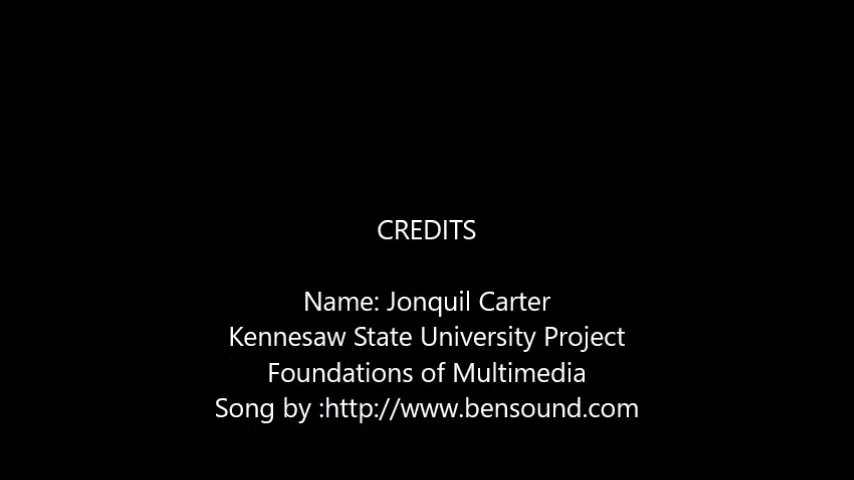 CREDITS
Name: Jonquil Carter
Kennesaw State University Project
Foundations of Multimedia
Song by :http://www.bensound.com